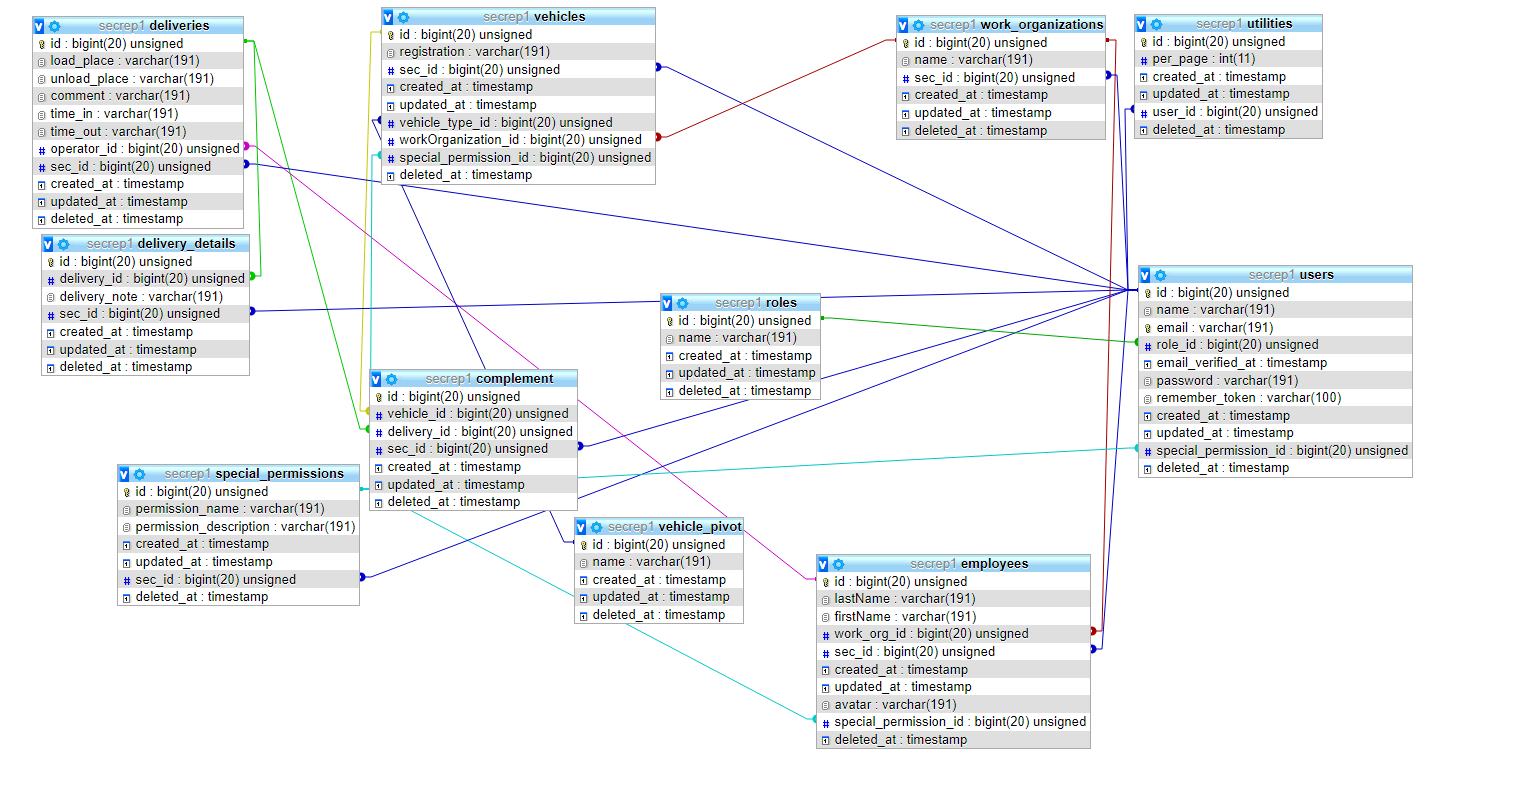 secrep1 deliveries
id : bigint(20) unsigned
load_place : varchar(191)
unload_place : varchar(191)
comment : varchar(191)
time_in : varchar(191)
time_out : varchar(191)
operator_id : bigint(20) unsigned
sec_id : bigint(20) unsigned
created_at : timestamp
updated_at : timestamp
deleted_at : timestamp
secrep1 vehicles
id : bigint(20) unsigned
registration : varchar(191)
sec_id : bigint(20) unsigned
created_at : timestamp
updated_at : timestamp
vehicle_type_id : bigint(20) unsigned
workOrganization_id : bigint(20) unsigned
special_permission_id : bigint(20) unsigned
deleted_at : timestamp
secrep1 work_organizations
id : bigint(20) unsigned
name : varchar(191)
sec_id : bigint(20) unsigned
created_at : timestamp
updated_at : timestamp
deleted_at : timestamp
secrep1 utilities
id : bigint(20) unsigned
per_page : int(11)
created_at : timestamp
updated_at : timestamp
user_id : bigint(20) unsigned
deleted_at : timestamp
secrep1 delivery_details
id : bigint(20) unsigned
delivery_id : bigint(20) unsigned
delivery_note : varchar(191)
sec_id : bigint(20) unsigned
created_at : timestamp
updated_at : timestamp
deleted_at : timestamp
secrep1 roles
id : bigint(20) unsigned
name : varchar(191)
created_at : timestamp
updated_at : timestamp
deleted_at : timestamp
secrep1 users
id : bigint(20) unsigned
name : varchar(191)
email : varchar(191)
role_id : bigint(20) unsigned
email_verified_at : timestamp
password : varchar(191)
remember_token : varchar(100)
created_at : timestamp
updated_at : timestamp
special_permission_id : bigint(20) unsigned
deleted_at : timestamp
secrep1 complement
id : bigint(20) unsigned
vehicle_id : bigint(20) unsigned
delivery_id : bigint(20) unsigned
sec_id : bigint(20) unsigned
created_at : timestamp
updated_at : timestamp
deleted_at : timestamp
secrep1 special_permissions
id : bigint(20) unsigned
permission_name : varchar(191)
permission_description : varchar(191)
created_at : timestamp
updated_at : timestamp
sec_id : bigint(20) unsigned
deleted_at : timestamp
secrep1 vehicle_pivot
id : bigint(20) unsigned
name : varchar(191)
created_at : timestamp
updated_at : timestamp
deleted_at : timestamp
secrep1 employees
id : bigint(20) unsigned
lastName : varchar(191)
firstName : varchar(191)
work_org_id : bigint(20) unsigned
sec_id : bigint(20) unsigned
created_at : timestamp
updated_at : timestamp
avatar : varchar(191)
special_permission_id : bigint(20) unsigned
deleted_at : timestamp